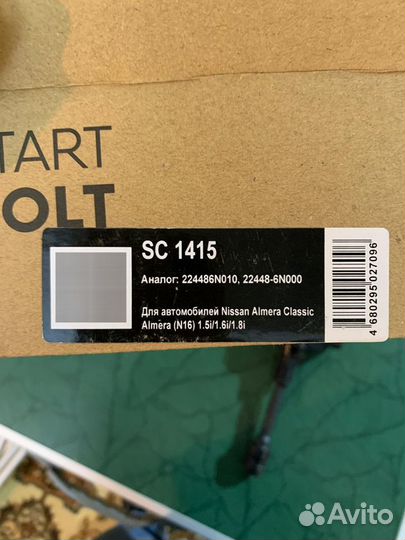 START
VOLT
SC 1415
Аналог: 224486N010, 22448-6N000
Для автомобилей Nissan Almera Classic
Almera (N16) 1.5i/1.6i/1.8i
4 680295 027096
Avito